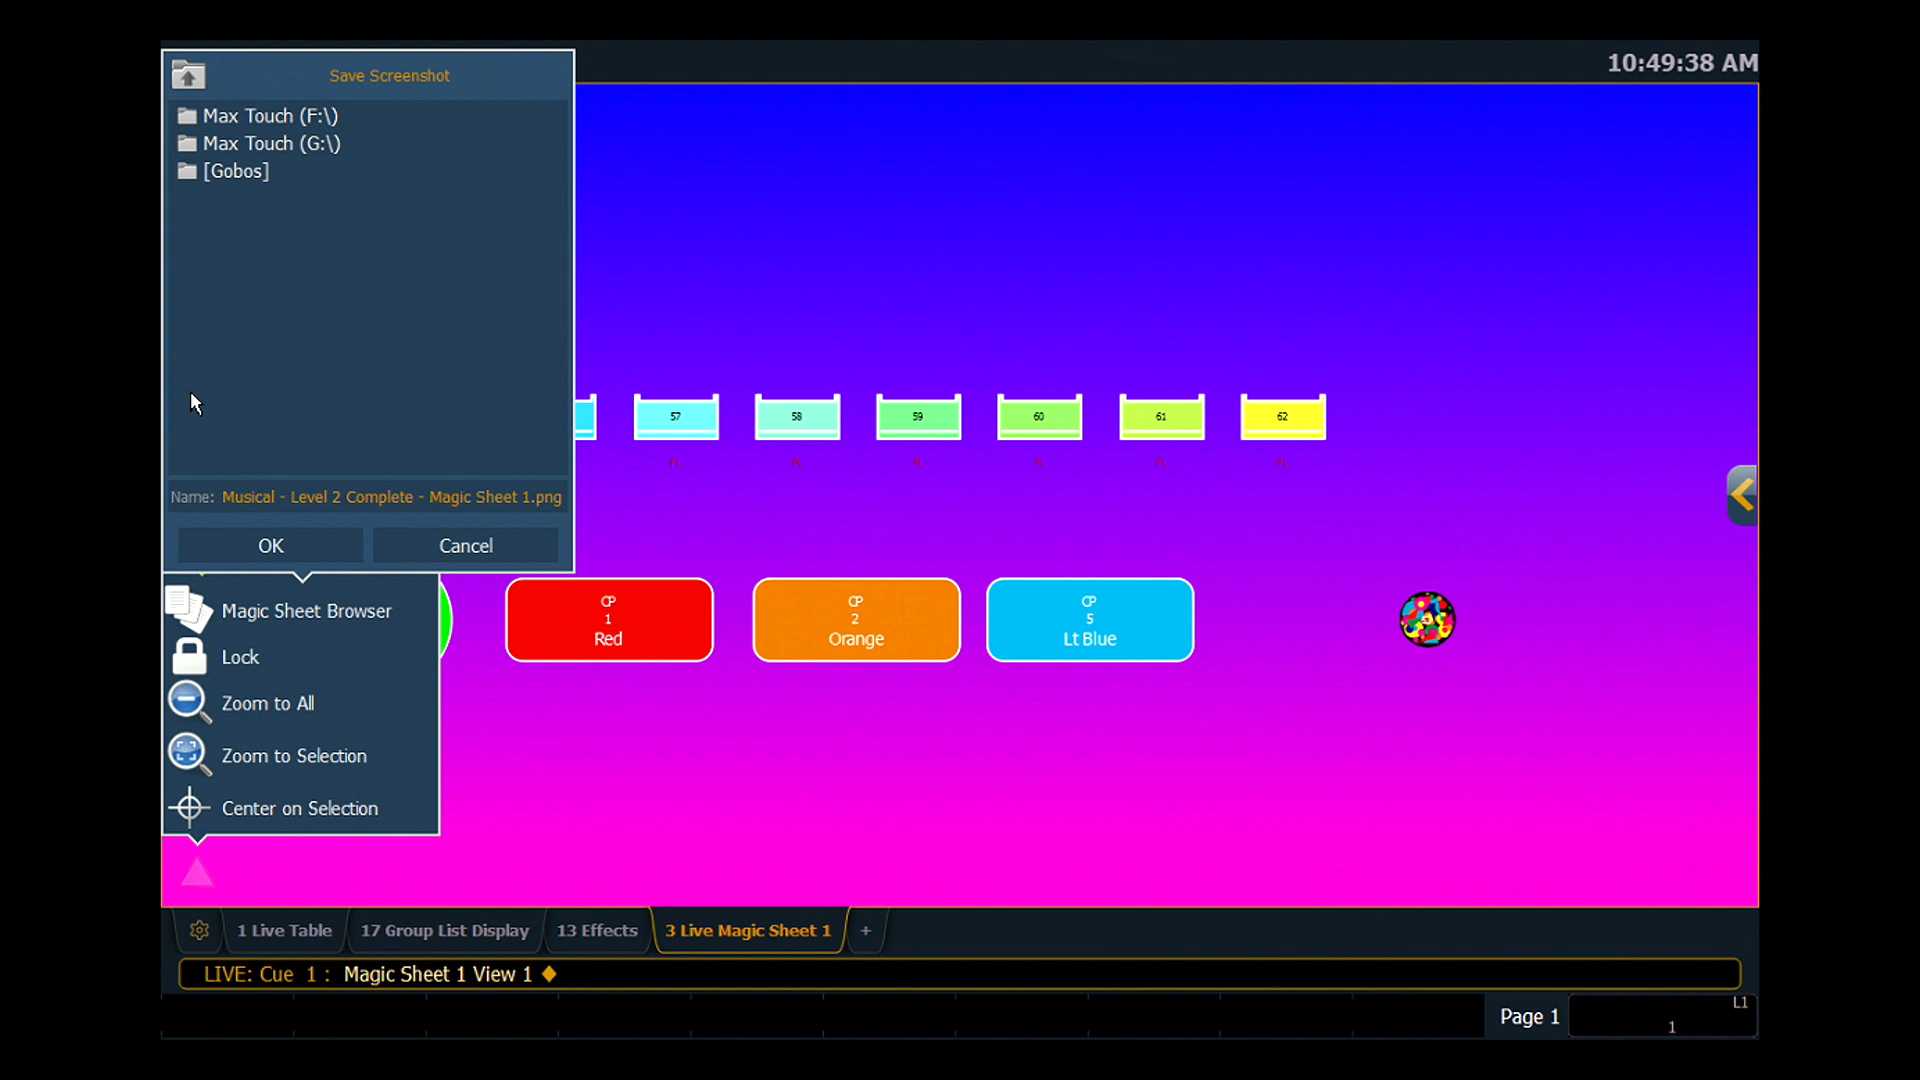 10:49:38 AM
Save Screenshot
Max Touch (F:\)
Max Touch (G:\)
[Gobos]
Name: Musical - Level 2 Complete - Magic Sheet 1.png
OK Cancel
57 58 59 60 61 62
Magic Sheet Browser
Lock
Zoom to All
Zoom to Selection
Center on Selection
CP
1
Red
CP
2
Orange
CP
5
Lt Blue
1 Live Table 17 Group List Display 13 Effects 3 Live Magic Sheet 1 +
LIVE: Cue 1 : Magic Sheet 1 View 1
Page 1
L1
1